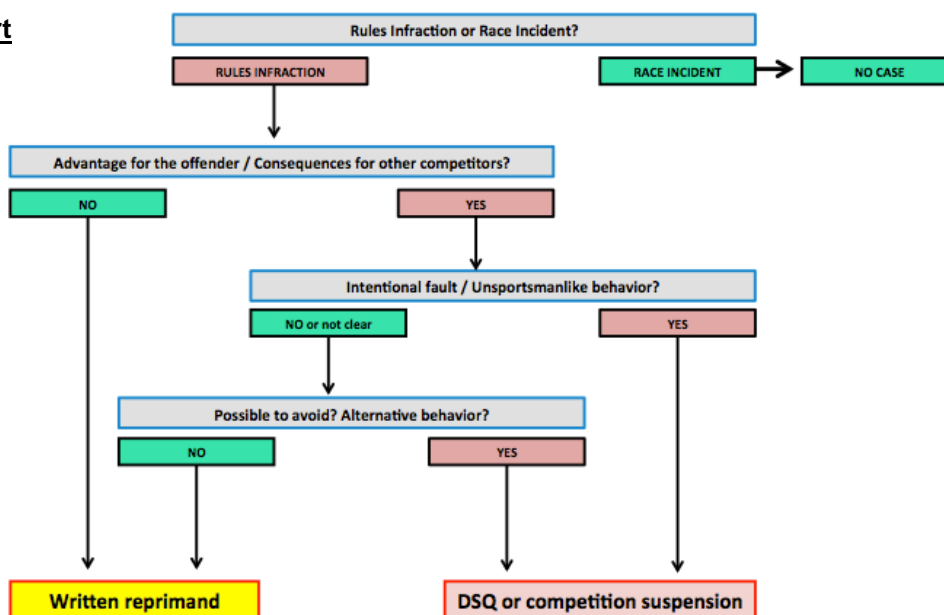 Rules Infraction or Race Incident?
RULES INFRACTION
RACE INCIDENT
NO CASE
Advantage for the offender / Consequences for other competitors?
NO
YES
Intentional fault / Unsportsmanlike behavior?
NO or not clear
YES
Possible to avoid? Alternative behavior?
NO
YES
Written reprimand
DSQ or competition suspension